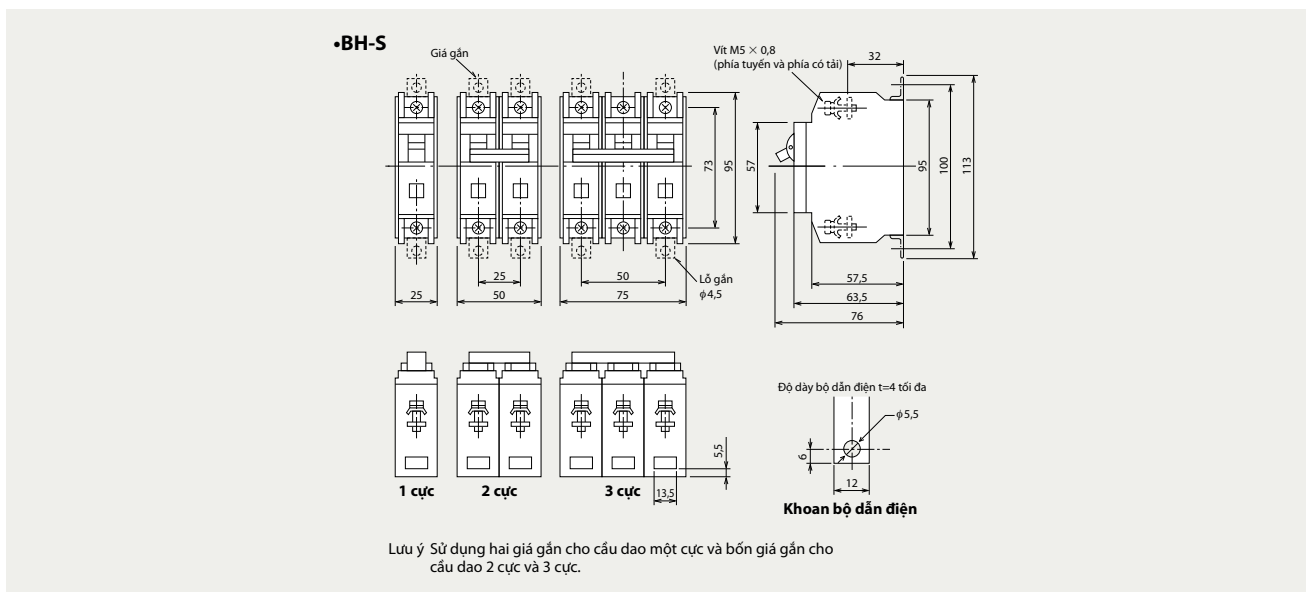 •BH-S
Giá gắn
Vít M5 × 0,8
(phía tuyến và phía có tải)
32
73
95
57
95
100
113
25
50
25
50
75
Lỗ gắn
φ4,5
57,5
63,5
76
Độ dày bộ dẫn điện t=4 tối đa
φ5,5
5,5
6
13,5
12
1 cực
2 cực
3 cực
Khoan bộ dẫn điện
Lưu ý Sử dụng hai giá gắn cho cầu dao một cực và bốn giá gắn cho
cầu dao 2 cực và 3 cực.